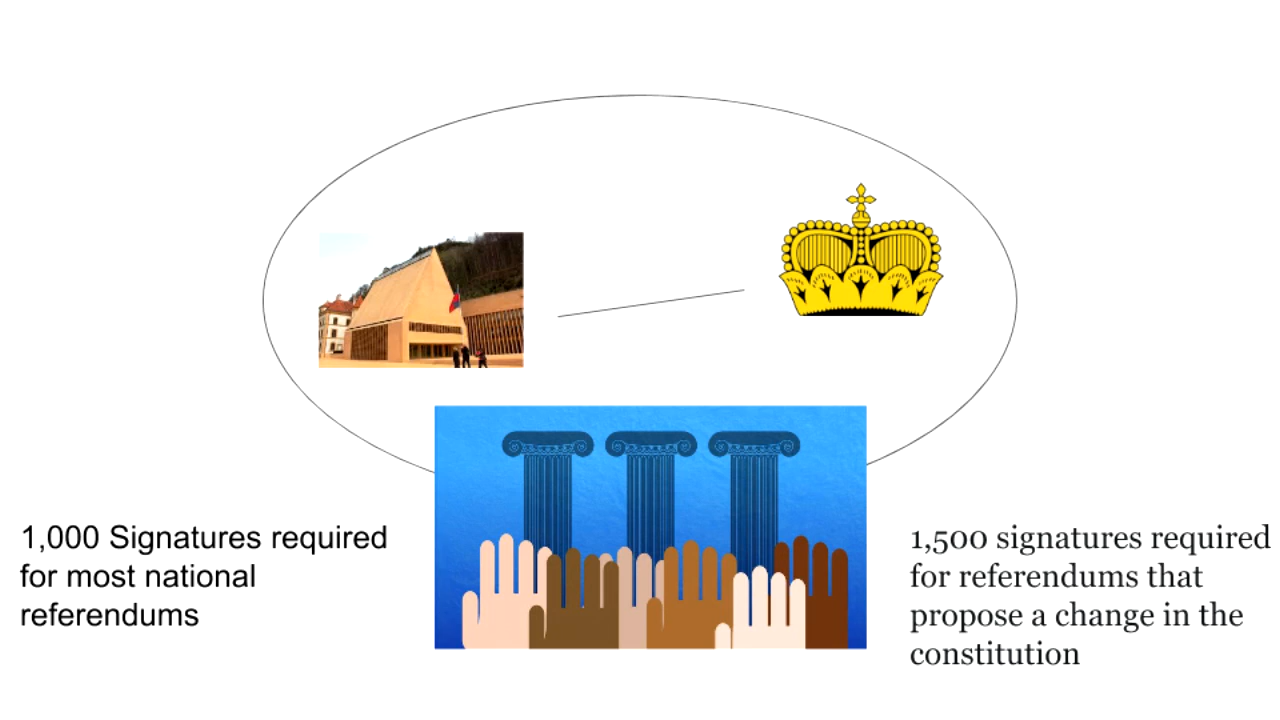 1,000 Signatures required
for most national
referendums
1,500 signatures required
for referendums that
propose a change in the
constitution